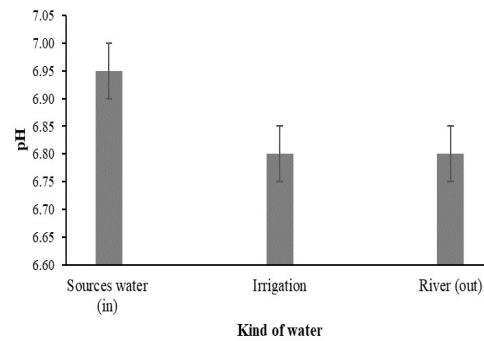 7.05
7.00
6.95
6.90
6.85
6.80
6.75
6.70
6.65
6.60
pH
Sources water
(in)
Irrigation
River (out)
Kind of water